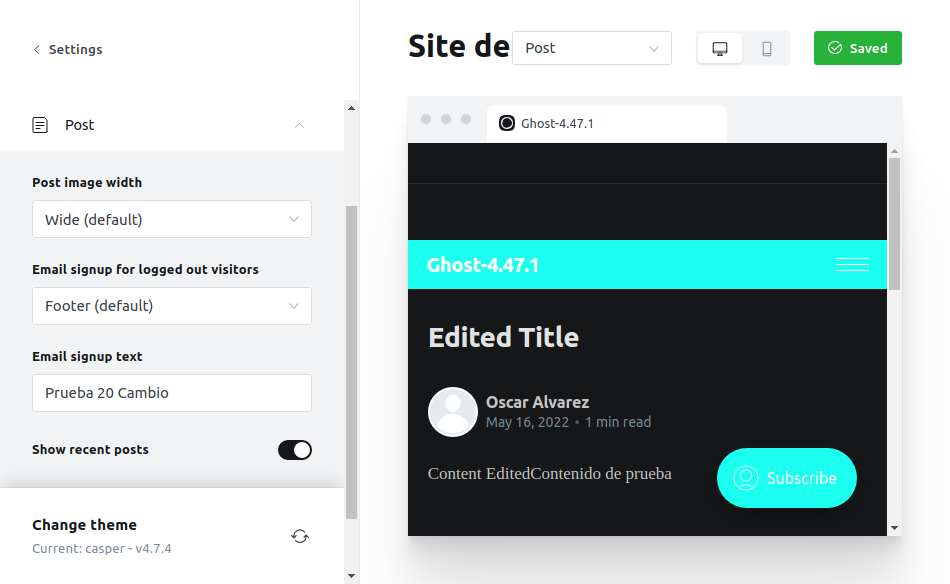 Settings
Post
Post image width
Wide (default)
Email signup for logged out visitors
Footer (default)
Email signup text
Prueba 20 Cambio
Show recent posts
Change theme
Current: casper - v4.7.4
Site de
Post
Saved
Ghost-4.47.1
Ghost-4.47.1
Edited Title
Oscar Alvarez
May 16, 2022 • 1 min read
Content EditedContenido de prueba
Subscribe